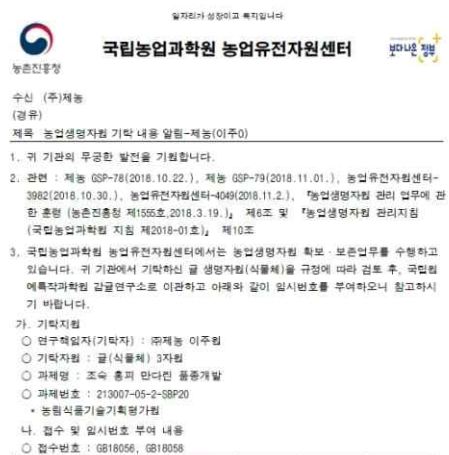 일자리가 성장이고 복지입니다
농촌진흥청
국립농업과학원 농업유전자원센터
보다나은 정부
수신 (주)제농
(경유)
제목 농업생명자원 기탁 내용 알림-제농(이주0)
1. 귀 기관의 무궁한 발전을 기원합니다.
2. 관련 : 제농 GSP-78(2018.10.22.), 제농 GSP-79(2018.11.01.), 농업유전자원센터-
3982(2018.10.30.), 농업유전자원센터-4049(2018.11.2.), 『농업생명자원 관리 업무에 관
한 훈령 (농촌진흥청 제1555호,2018.3.19.)』 제6조 및 『농업생명자원 관리지침
(국립농업과학원 지침 제2018-01호)』 제10조
3. 국립농업과학원 농업유전자원센터에서는 농업생명자원 확보·보존업무를 수행하고
있습니다. 귀 기관에서 기탁하신 귤 생명자원(식물체)을 규정에 따라 검토 후, 국립원
예특작과학원 감귤연구소로 이관하고 아래와 같이 임시번호를 부여하오니 참고하시
기 바랍니다.
가. 기탁자원
○ 연구책임자(기탁자) : ㈜제농 이주원
○ 기탁자원 : 귤(식물체) 3자원
○ 과제명 : 조숙 홍피 만다린 품종개발
○ 과제번호 : 213007-05-2-SBP20
* 농림식품기술기획평가원
나. 접수 및 임시번호 부여 내용
○ 접수번호 : GB18056, GB18058